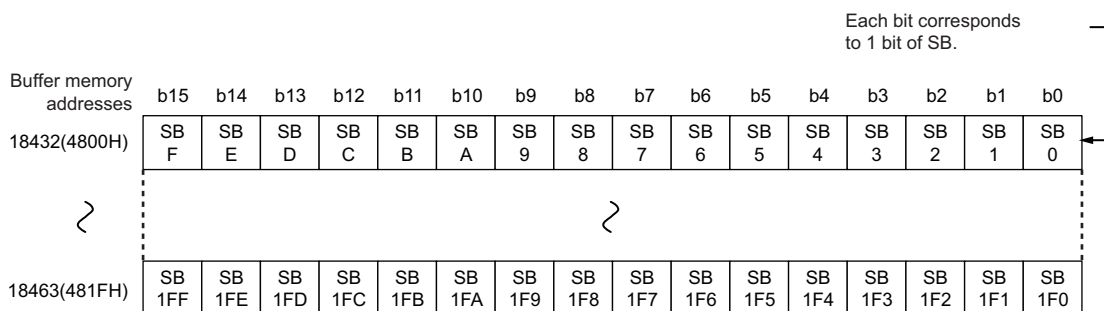 Each bit corresponds
to 1 bit of SB.
Buffer memory
addresses
b15 b14 b13 b12 b11 b10 b9 b8 b7 b6 b5 b4 b3 b2 b1 b0
18432(4800H)
SB SB SB SB SB SB SB SB SB SB SB SB SB SB SB SB
F E D C B A 9 8 7 6 5 4 3 2 1 0
18463(481FH)
SB SB SB SB SB SB SB SB SB SB SB SB SB SB SB SB
1FF 1FE 1FD 1FC 1FB 1FA 1F9 1F8 1F7 1F6 1F5 1F4 1F3 1F2 1F1 1F0